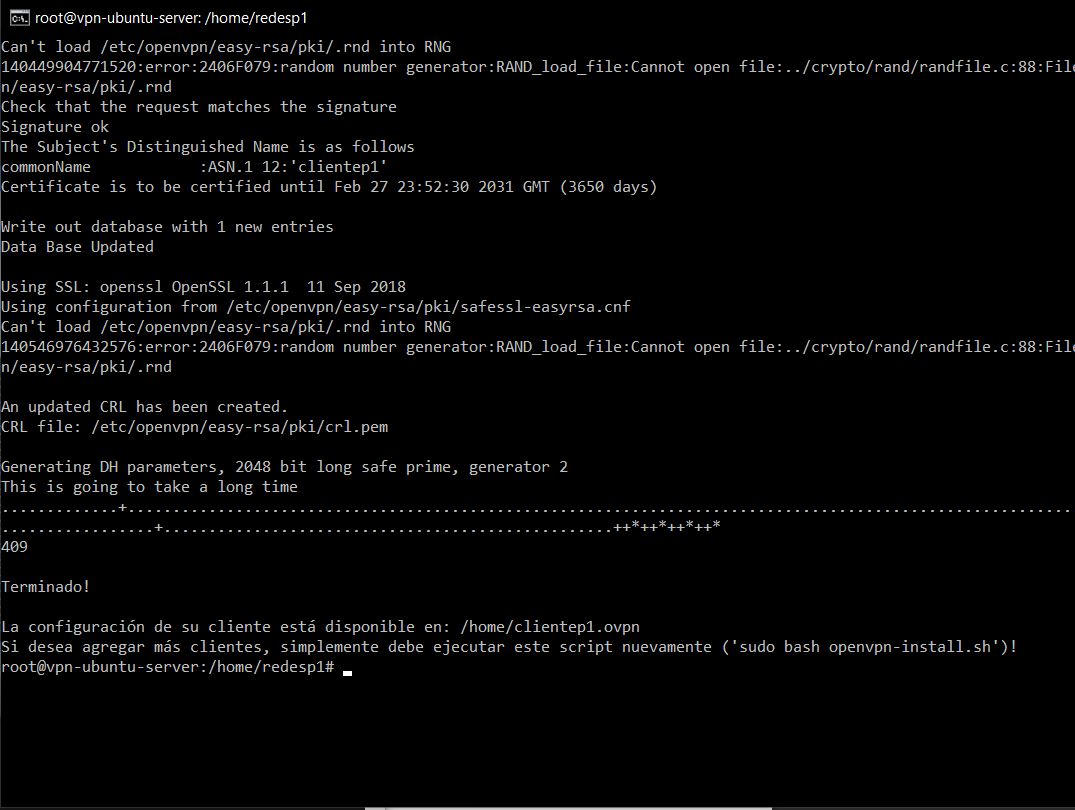 root@vpn-ubuntu-server: /home/redesp1
Can't load /etc/openvpn/easy-rsa/pki/.rnd into RNG
140449904771520:error:2406F079:random number generator:RAND_load_file:Cannot open file:../crypto/rand/randfile.c:88:File
n/easy-rsa/pki/.rnd
Check that the request matches the signature
Signature ok
The Subject's Distinguished Name is as follows
commonName            :ASN.1 12:'clientep1'
Certificate is to be certified until Feb 27 23:52:30 2031 GMT (3650 days)
Write out database with 1 new entries
Data Base Updated
Using SSL: openssl OpenSSL 1.1.1  11 Sep 2018
Using configuration from /etc/openvpn/easy-rsa/pki/safessl-easyrsa.cnf
Can't load /etc/openvpn/easy-rsa/pki/.rnd into RNG
140546976432576:error:2406F079:random number generator:RAND_load_file:Cannot open file:../crypto/rand/randfile.c:88:File
n/easy-rsa/pki/.rnd
An updated CRL has been created.
CRL file: /etc/openvpn/easy-rsa/pki/crl.pem
Generating DH parameters, 2048 bit long safe prime, generator 2
This is going to take a long time
.............+.........................................................................................................
.................+..................................................++*++*++*++*
409
Terminado!
La configuración de su cliente está disponible en: /home/clientep1.ovpn
Si desea agregar más clientes, simplemente debe ejecutar este script nuevamente ('sudo bash openvpn-install.sh')!
root@vpn-ubuntu-server:/home/redesp1#